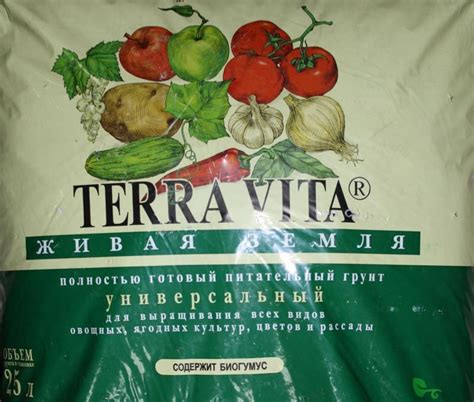 TERRA VITA®
ЖИВАЯ ЗЕМЛЯ
ПОЛНОСТЬЮ ГОТОВЫЙ ПИТАТЕЛЬНЫЙ ГРУНТ
УНИВЕРСАЛЬНЫЙ
ДЛЯ ВЫРАЩИВАНИЯ ВСЕХ ВИДОВ
ОВОЩНЫХ, ЯГОДНЫХ КУЛЬТУР, ЦВЕТОВ И РАССАДЫ
СОДЕРЖИТ БИОГУМУС
ОБЪЕМ
25 Л